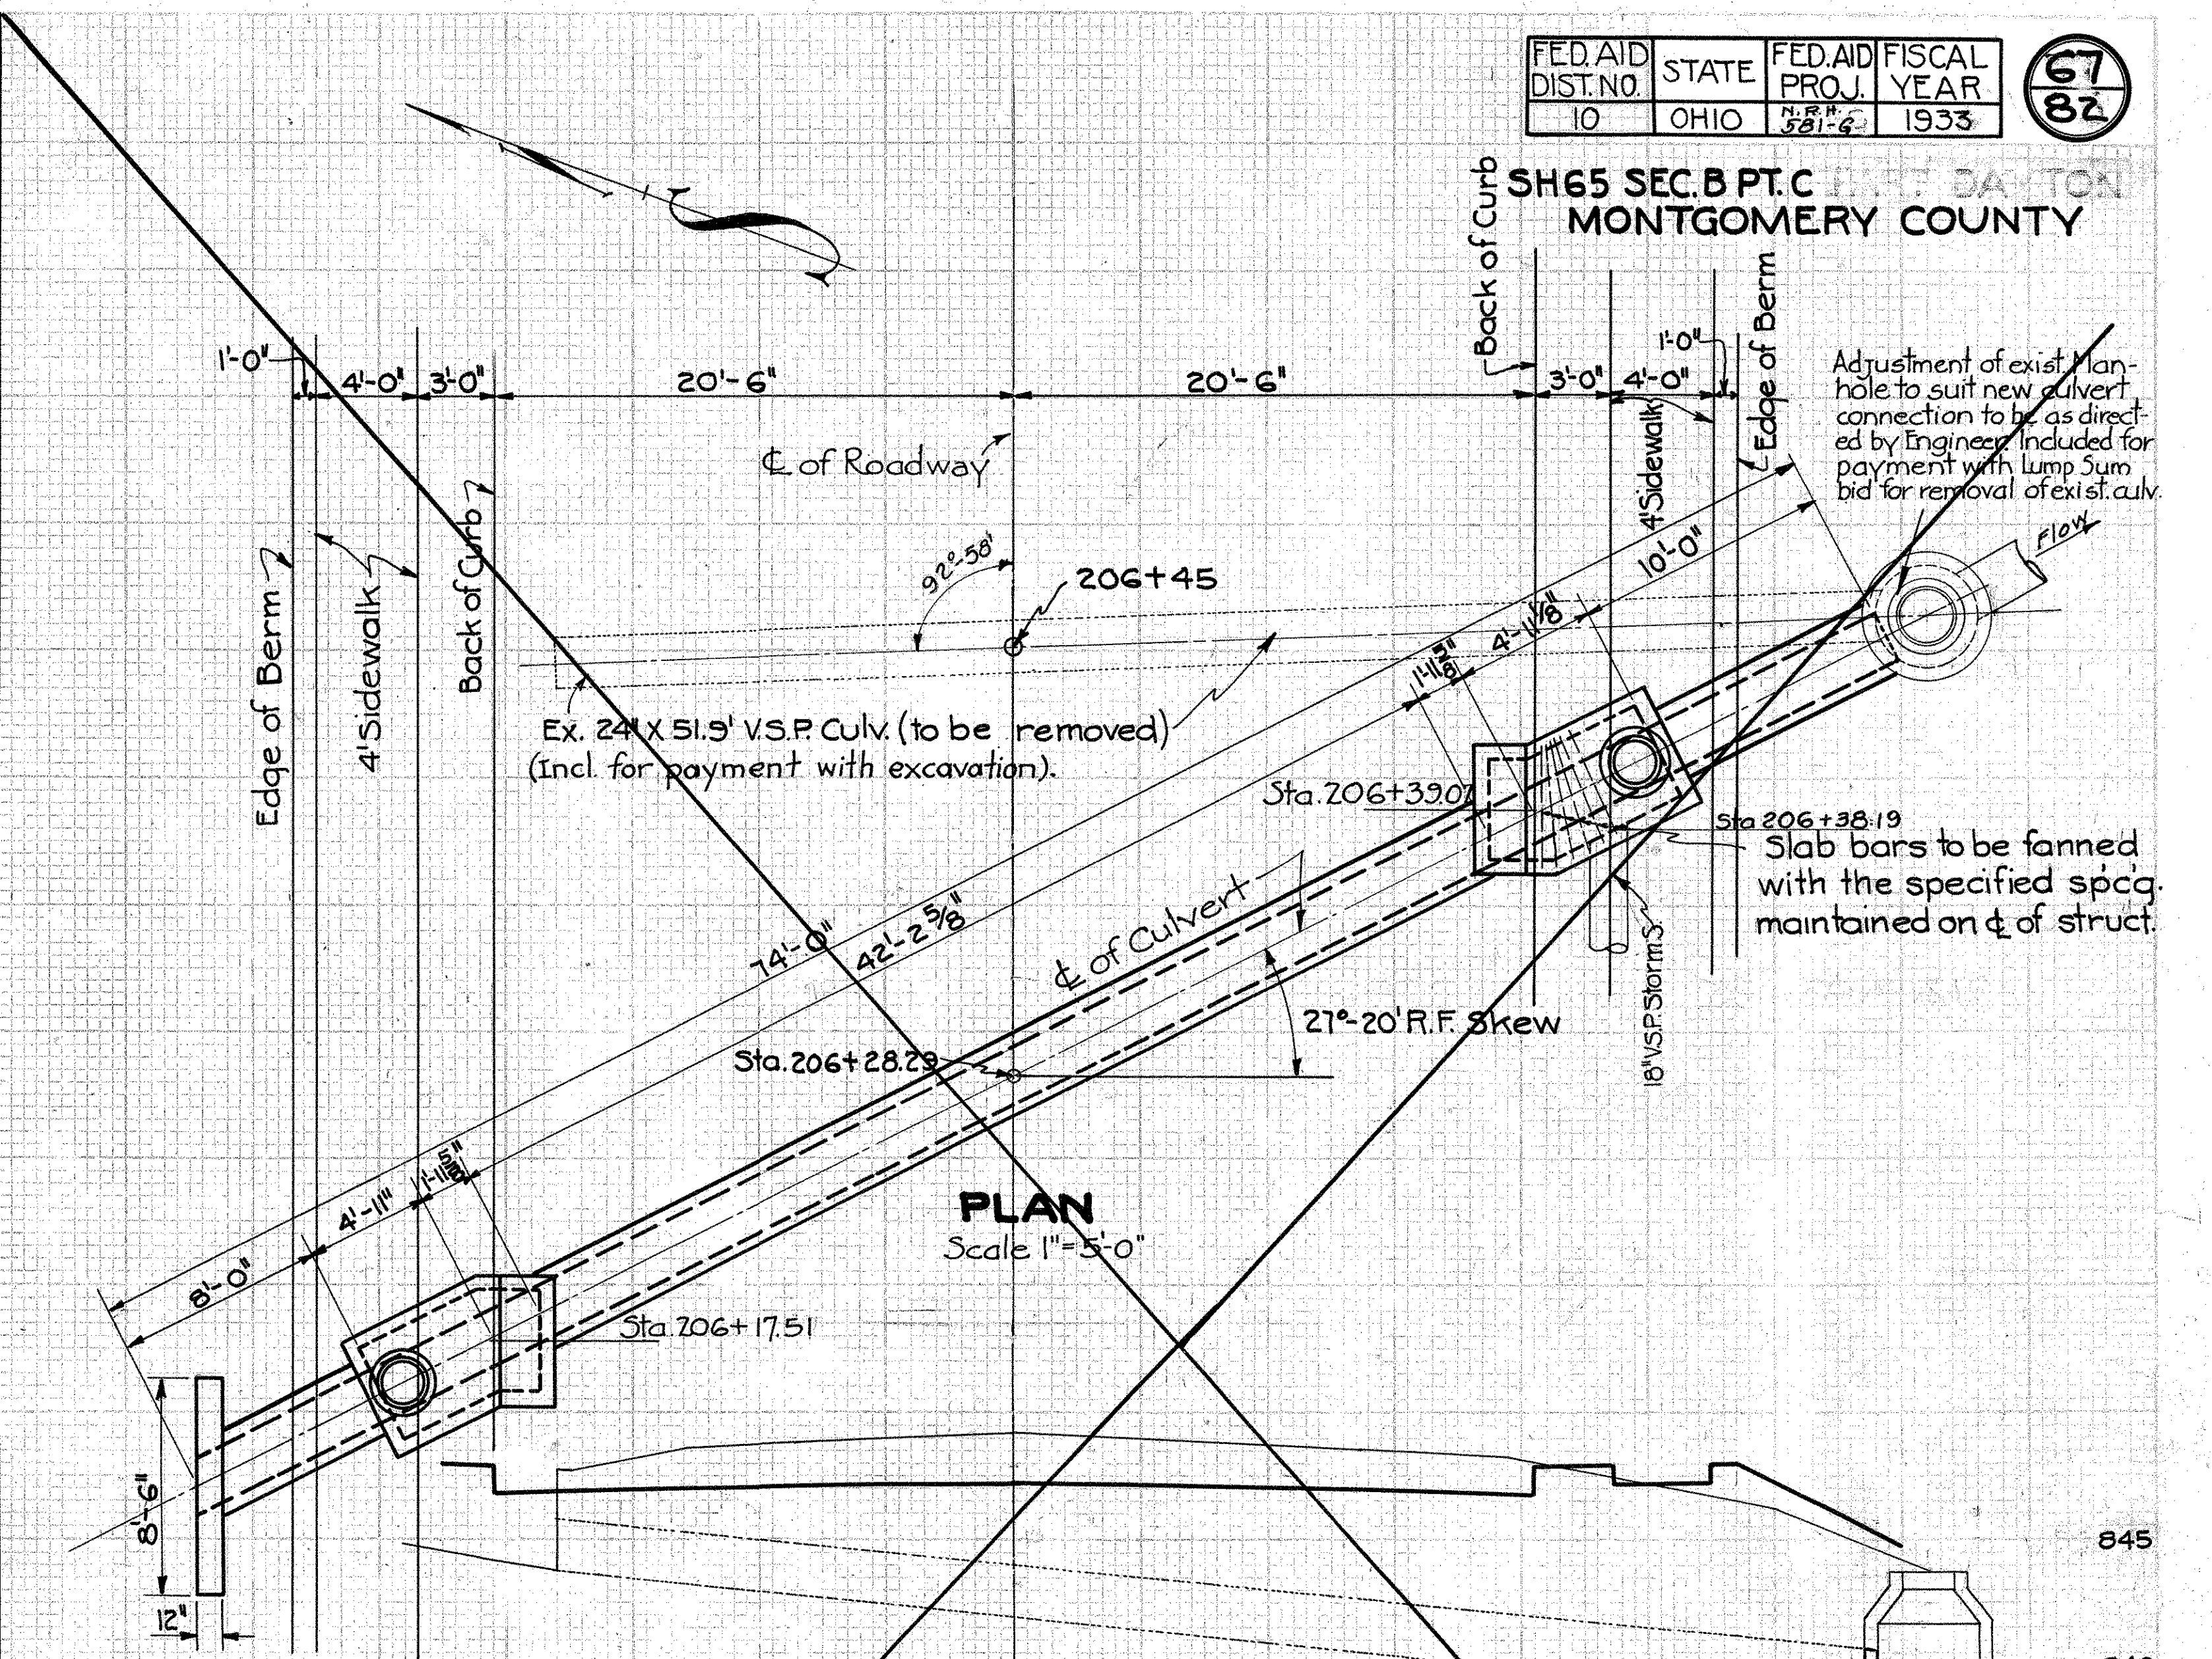 FED. AID DIST. NO. STATE FED. AID PROJ. FISCAL YEAR
10 OHIO N.R.H. 581-G 1933
67
82
SH65 SEC. B PT. C
MONTGOMERY COUNTY
Back of Curb
Edge of Berm
1'-0"
4'-0"
3'-0"
20'-6"
20'-6"
3'-0"
4'-0"
1'-0"
Adjustment of exist. Man-
hole to suit new culvert
connection to be as direct-
ed by Engineer. Included for
payment with Lump Sum
bid for removal of exist. culv.
Flow
℄ of Roadway
4' Sidewalk
Edge of Berm
4' Sidewalk
Back of Curb
92°-58'
206+45
10'-0"
4'-11 1/8"
1'-11 5/8"
Ex. 24" X 51.9' V.S.P. Culv. (to be removed)
(Incl. for payment with excavation).
Sta. 206+39.07
Sta 206+38.19
Slab bars to be fanned
with the specified spc'g.
maintained on ℄ of struct.
74'-0"
42'-2 5/8"
℄ of Culvert
18" V.S.P. Storm S.
27°-20' R.F. Skew
Sta. 206+28.29
PLAN
Scale 1"=5'-0"
1'-11 5/8"
4'-11"
8'-0"
Sta. 206+17.51
8'-6"
12"
845